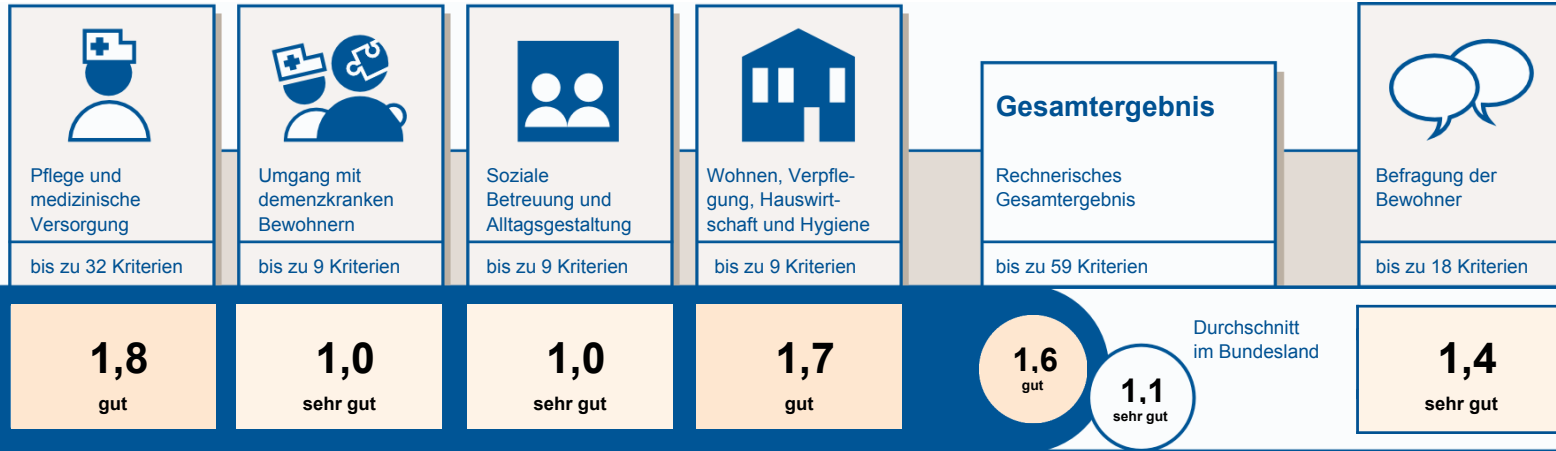 Pflege und
medizinische
Versorgung
bis zu 32 Kriterien
1,8
gut
Umgang mit
demenzkranken
Bewohnern
bis zu 9 Kriterien
1,0
sehr gut
Soziale
Betreuung und
Alltagsgestaltung
bis zu 9 Kriterien
1,0
sehr gut
Wohnen, Verpfle-
gung, Hauswirt-
schaft und Hygiene
bis zu 9 Kriterien
1,7
gut
Gesamtergebnis
Rechnerisches
Gesamtergebnis
bis zu 59 Kriterien
1,6
gut
Durchschnitt
im Bundesland
1,1
sehr gut
Befragung der
Bewohner
bis zu 18 Kriterien
1,4
sehr gut